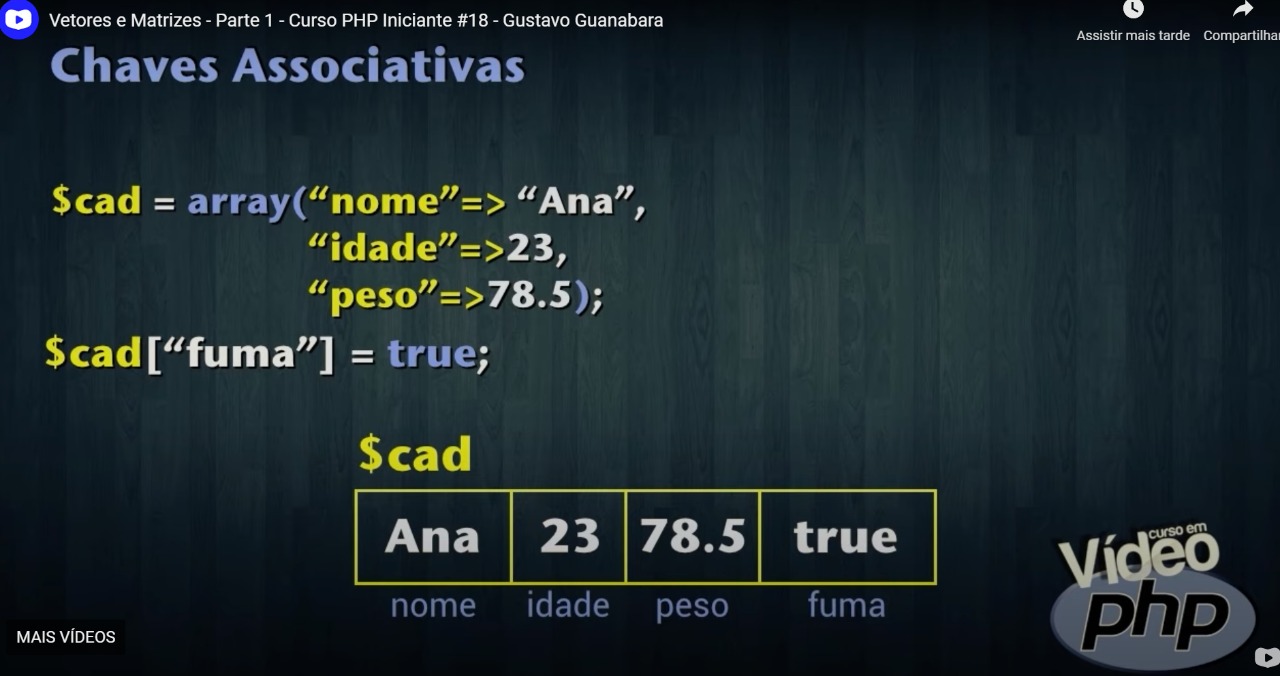 Vetores e Matrizes - Parte 1 - Curso PHP Iniciante #18 - Gustavo Guanabara
Assistir mais tarde
Compartilhar
Chaves Associativas
$cad = array(“nome”=> “Ana”,
“idade”=>23,
“peso”=>78.5);
$cad[“fuma”] = true;
$cad
Ana 23 78.5 true
nome idade peso fuma
curso em
Vídeo
php
MAIS VÍDEOS